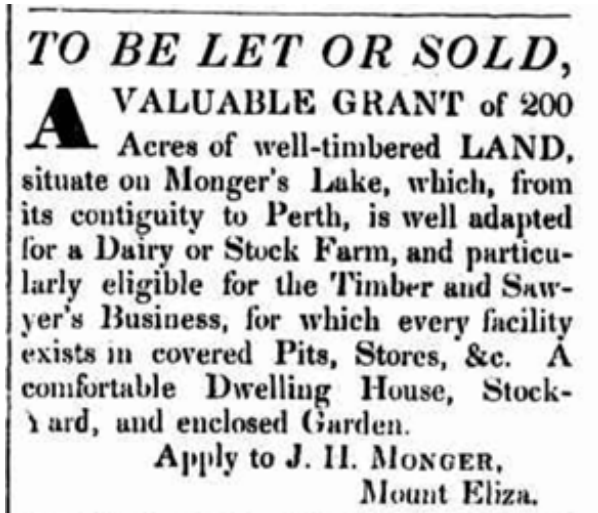 TO BE LET OR SOLD,
A VALUABLE GRANT of 200
Acres of well-timbered LAND,
situate on Monger's Lake, which, from
its contiguity to Perth, is well adapted
for a Dairy or Stock Farm, and particu-
larly eligible for the Timber and Saw-
yer's Business, for which every facility
exists in covered Pits, Stores, &c. A
comfortable Dwelling House, Stock-
Yard, and enclosed Garden.
Apply to J. H. MONGER,
Mount Eliza.